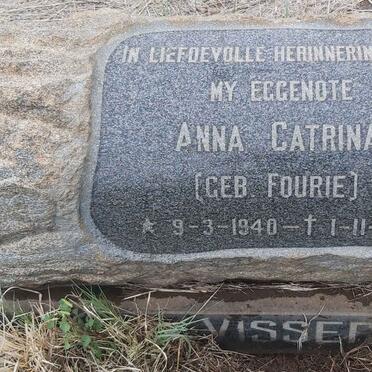 IN LIEFDEVOLLE HERINNERIN
MY EGGENOTE
ANNA CATRINA
(GEB FOURIE)
* 9-3-1940 - † 1-11-
VISSER